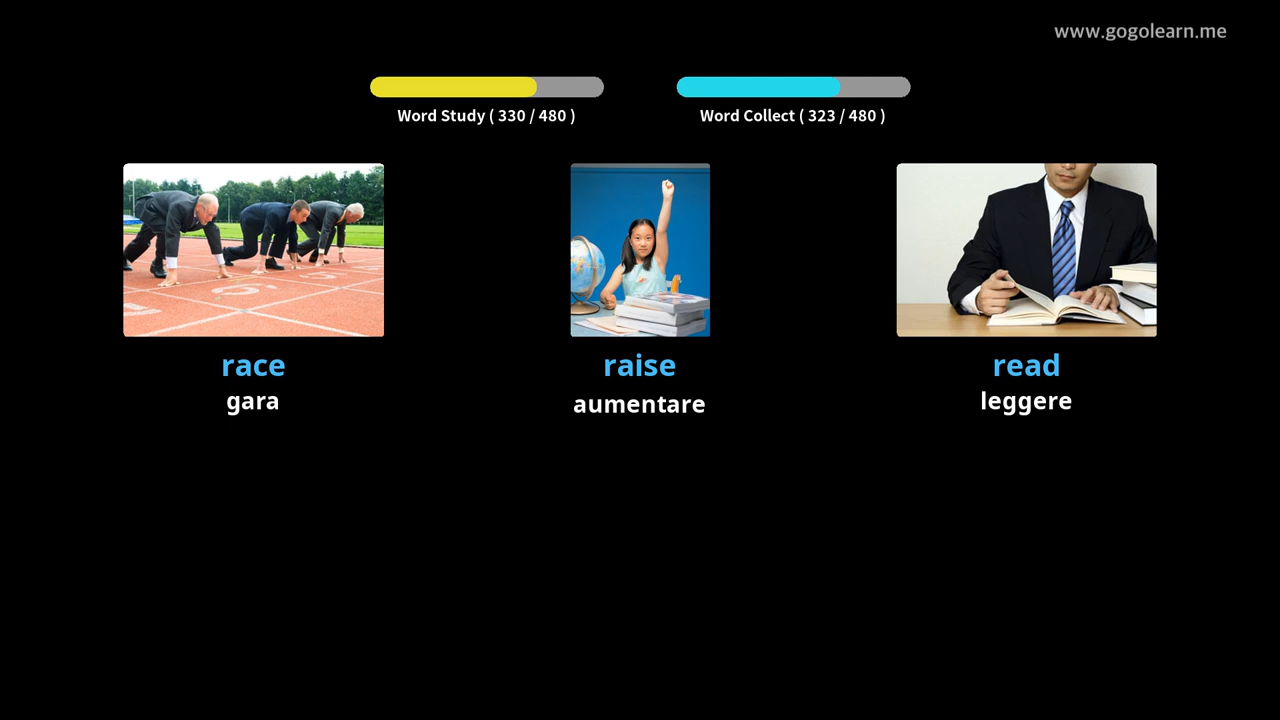 www.gogolearn.me
Word Study ( 330 / 480 )
Word Collect ( 323 / 480 )
race
gara
raise
aumentare
read
leggere